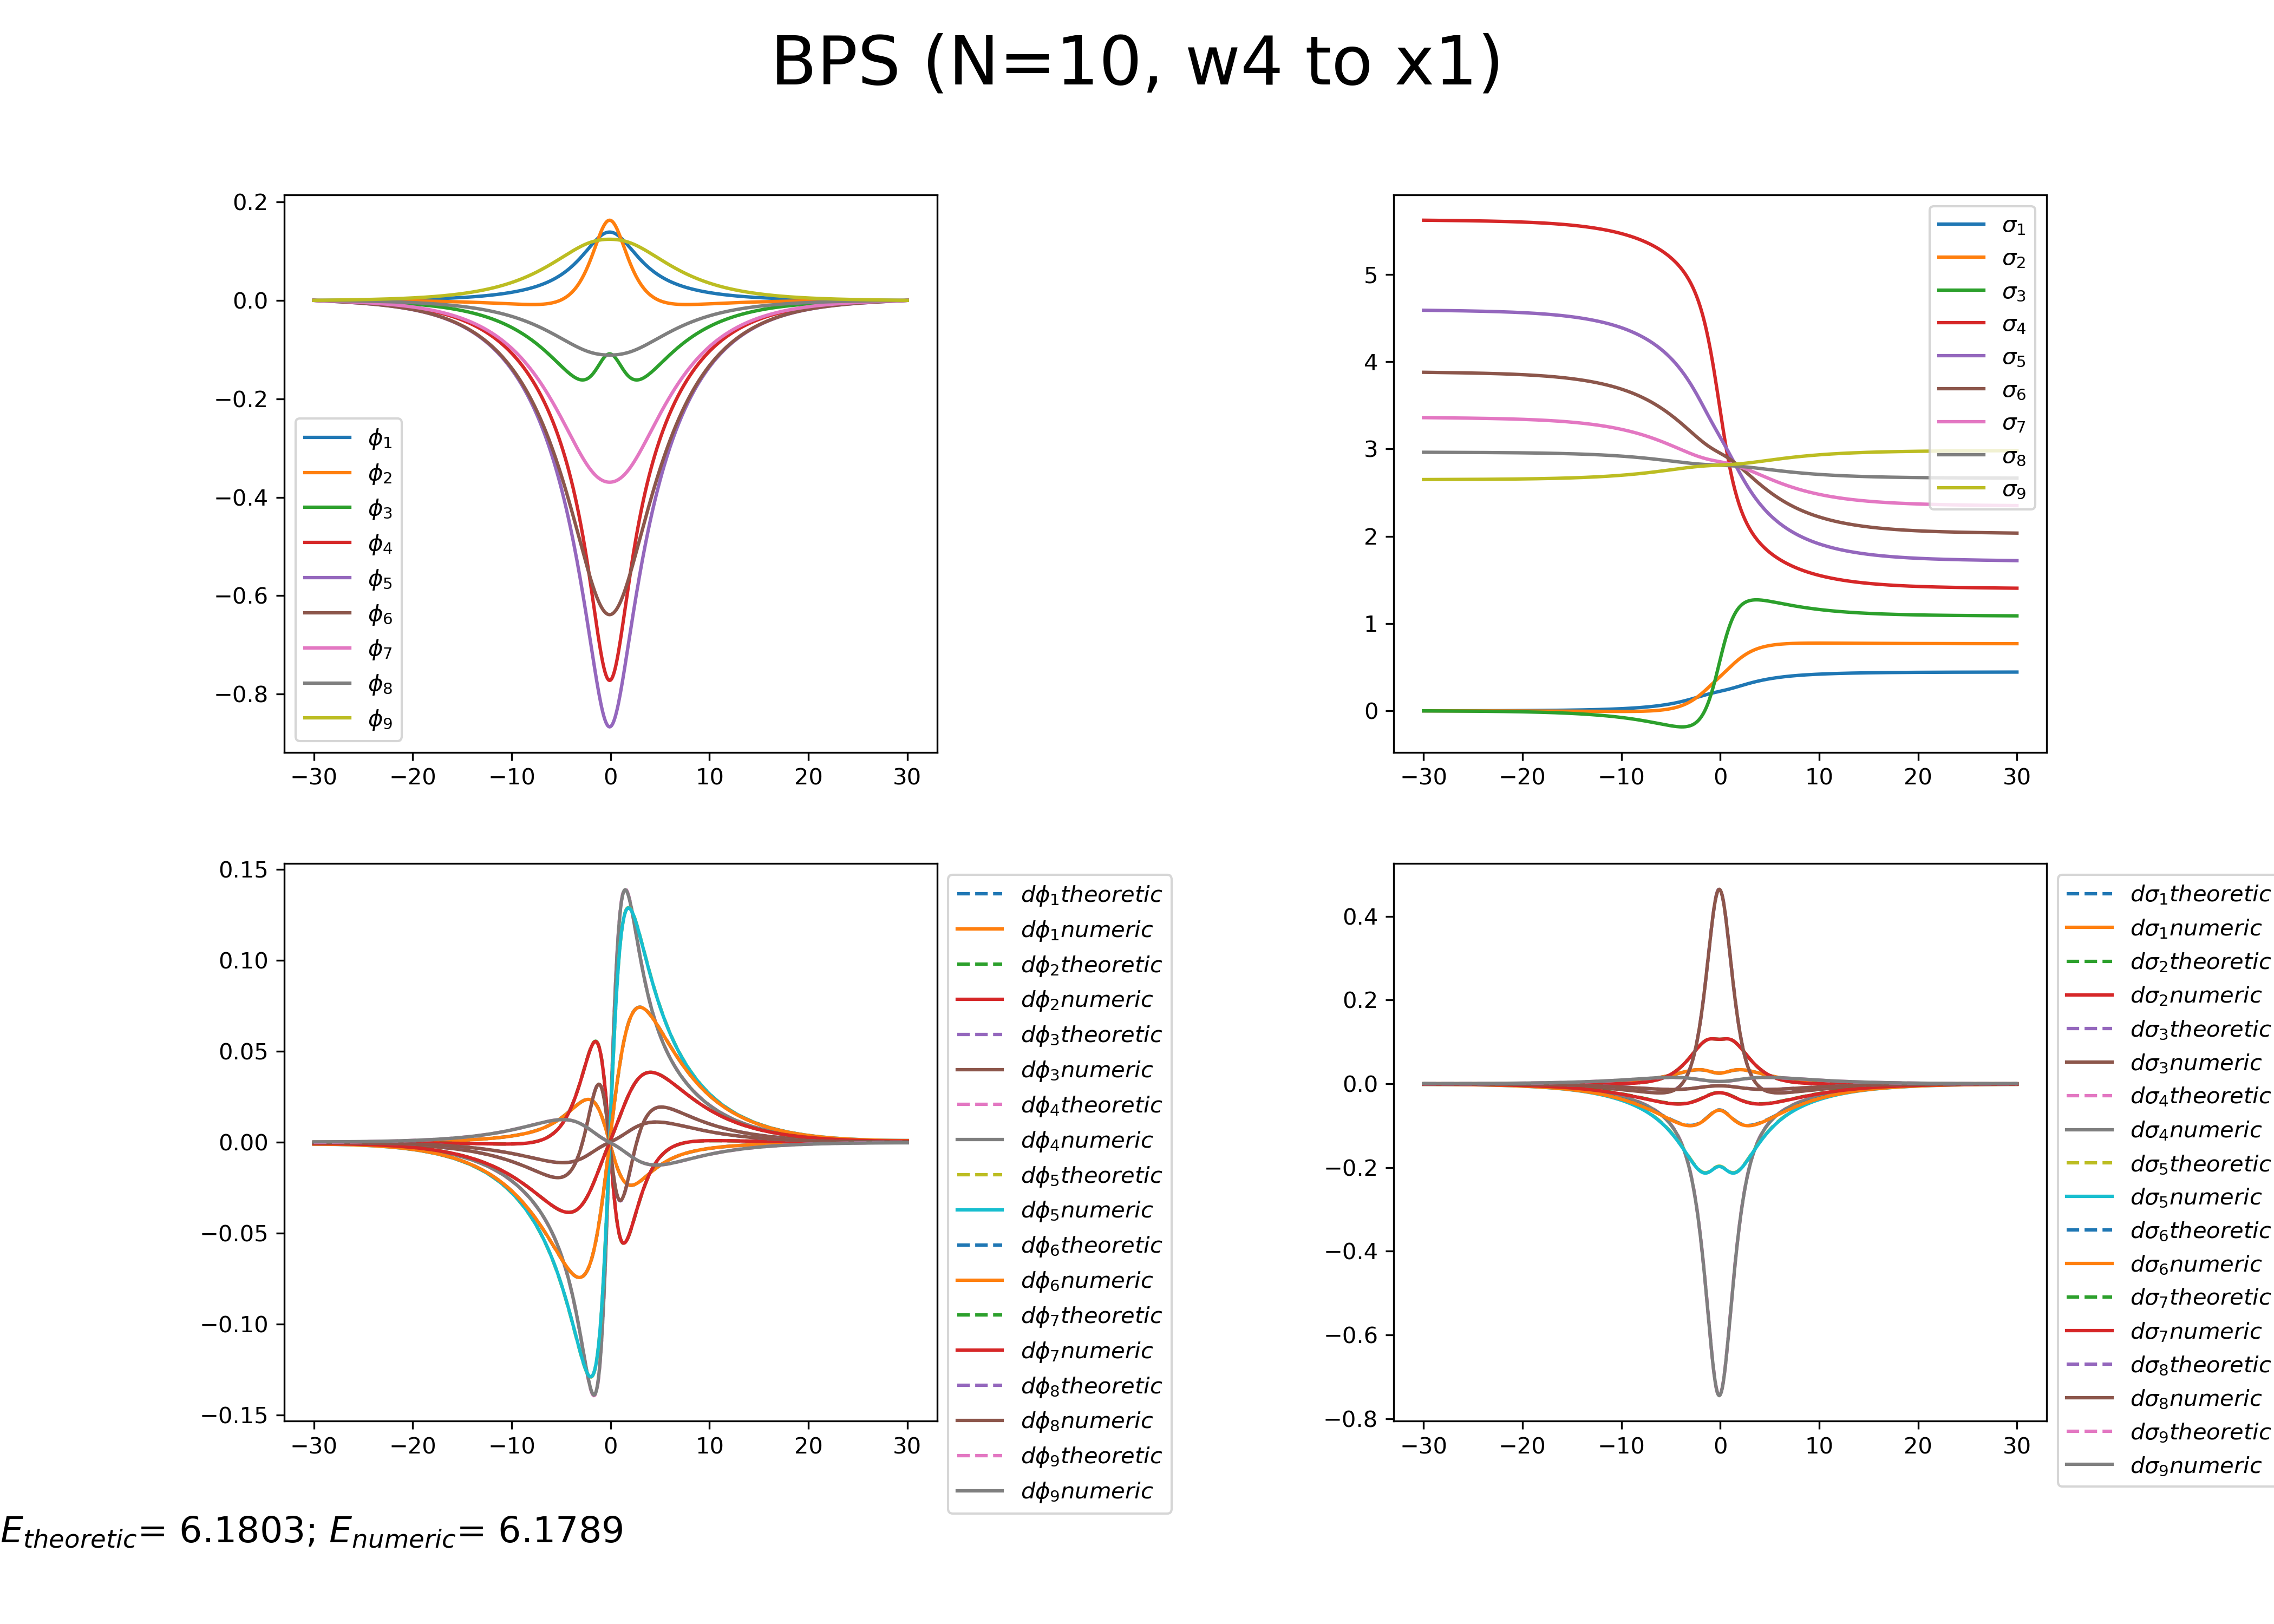 BPS (N=10, w4 to x1)
0.2
0.0
−0.2
−0.4
−0.6
−0.8
ϕ₁
ϕ₂
ϕ₃
ϕ₄
ϕ₅
ϕ₆
ϕ₇
ϕ₈
ϕ₉
−30 −20 −10 0 10 20 30
5
4
3
2
1
0
σ₁
σ₂
σ₃
σ₄
σ₅
σ₆
σ₇
σ₈
σ₉
−30 −20 −10 0 10 20 30
0.15
0.10
0.05
0.00
−0.05
−0.10
−0.15
−30 −20 −10 0 10 20 30
dϕ₁theoretic
dϕ₁numeric
dϕ₂theoretic
dϕ₂numeric
dϕ₃theoretic
dϕ₃numeric
dϕ₄theoretic
dϕ₄numeric
dϕ₅theoretic
dϕ₅numeric
dϕ₆theoretic
dϕ₆numeric
dϕ₇theoretic
dϕ₇numeric
dϕ₈theoretic
dϕ₈numeric
dϕ₉theoretic
dϕ₉numeric
0.4
0.2
0.0
−0.2
−0.4
−0.6
−0.8
−30 −20 −10 0 10 20 30
dσ₁theoretic
dσ₁numeric
dσ₂theoretic
dσ₂numeric
dσ₃theoretic
dσ₃numeric
dσ₄theoretic
dσ₄numeric
dσ₅theoretic
dσ₅numeric
dσ₆theoretic
dσ₆numeric
dσ₇theoretic
dσ₇numeric
dσ₈theoretic
dσ₈numeric
dσ₉theoretic
dσ₉numeric
E_theoretic= 6.1803; E_numeric= 6.1789